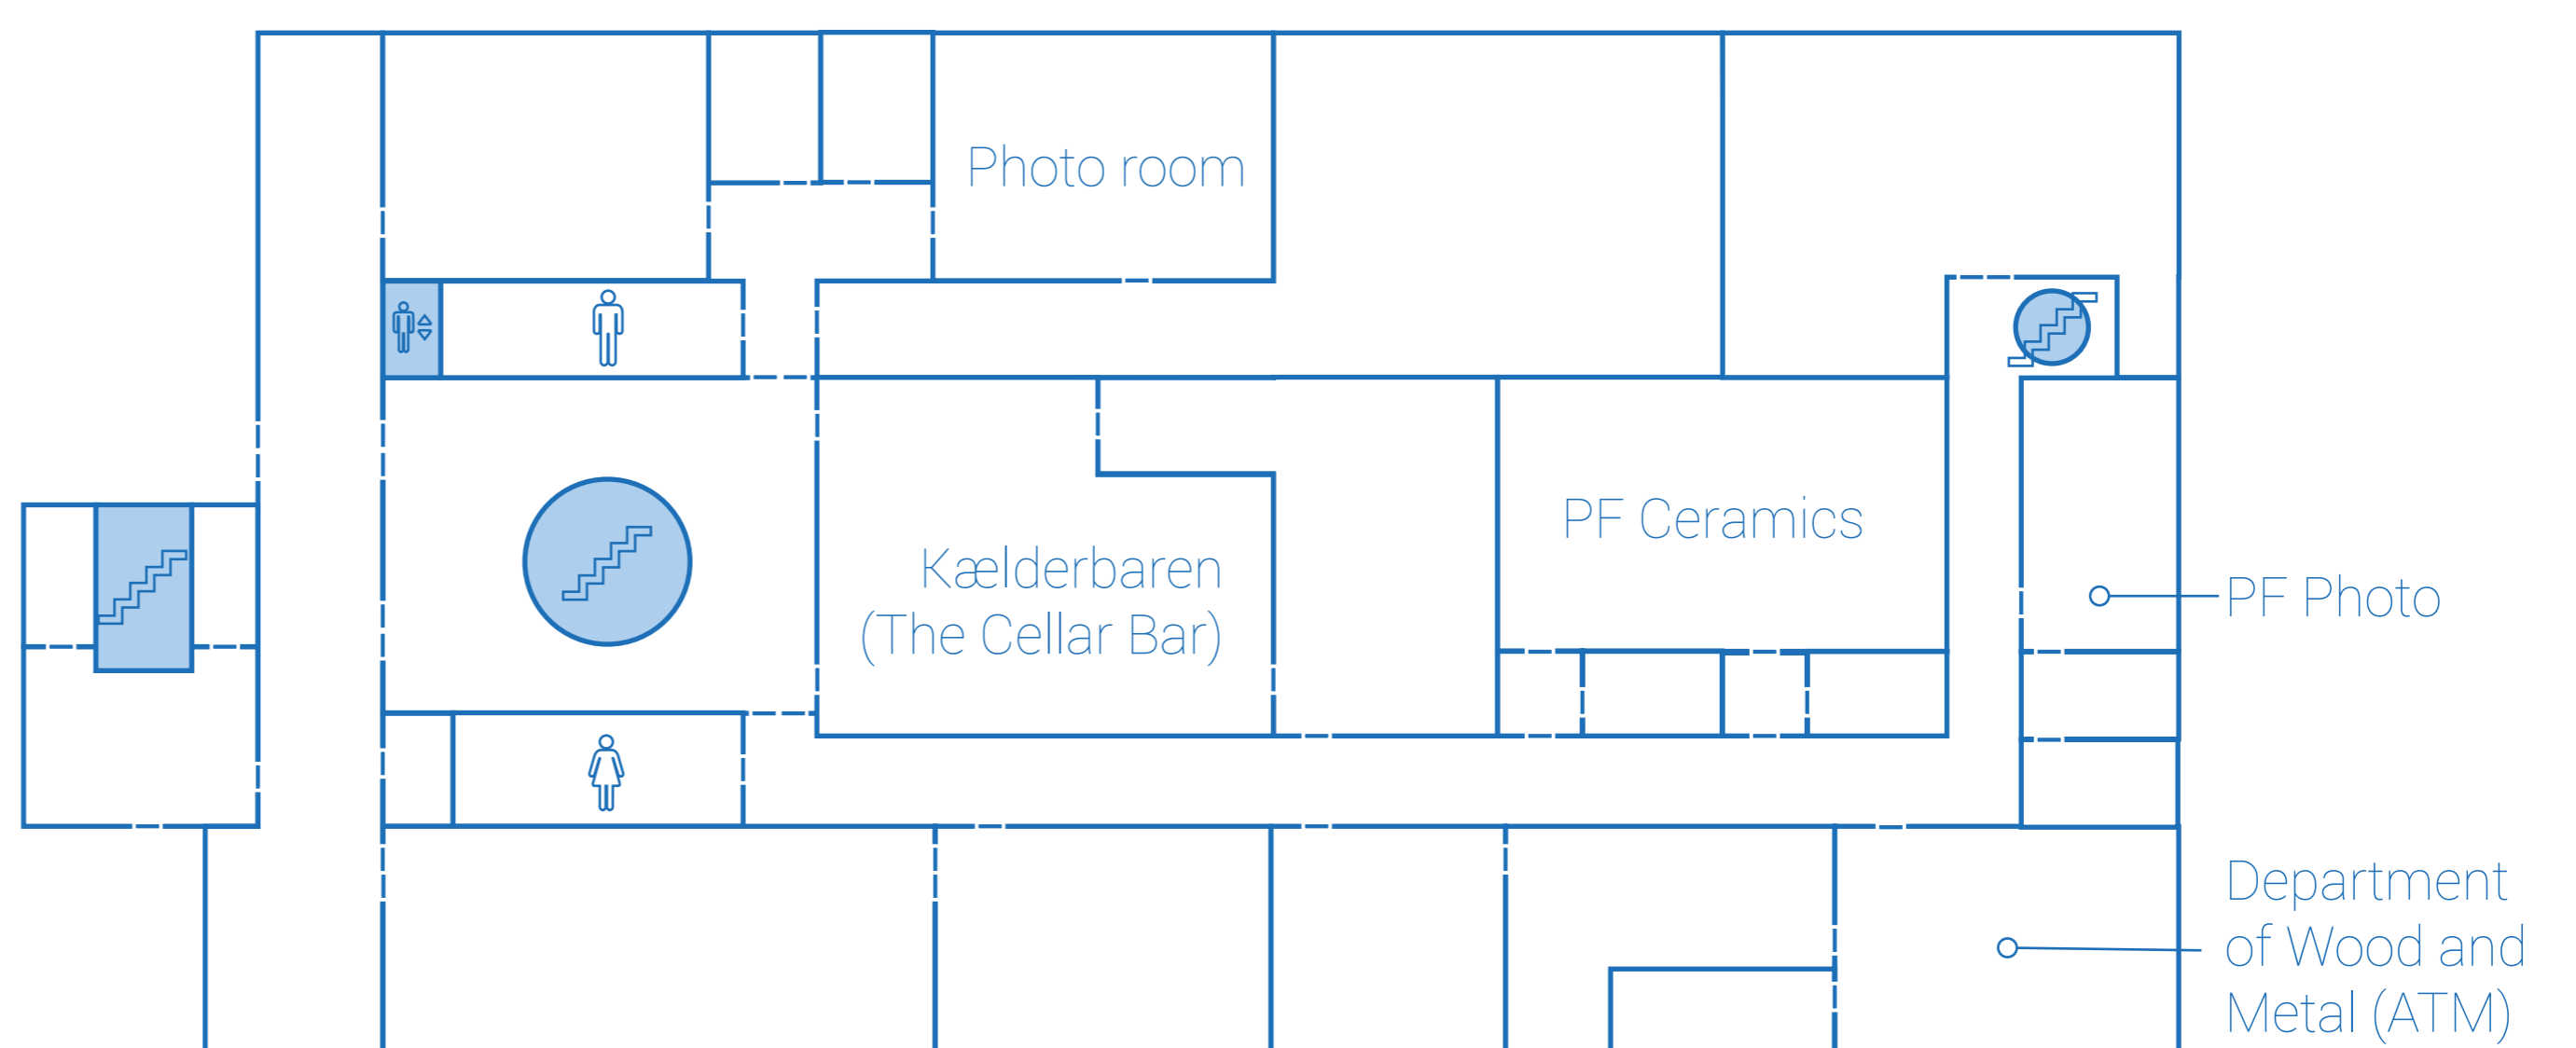 Photo room
PF Ceramics
Kælderbaren
(The Cellar Bar)
PF Photo
Department
of Wood and
Metal (ATM)